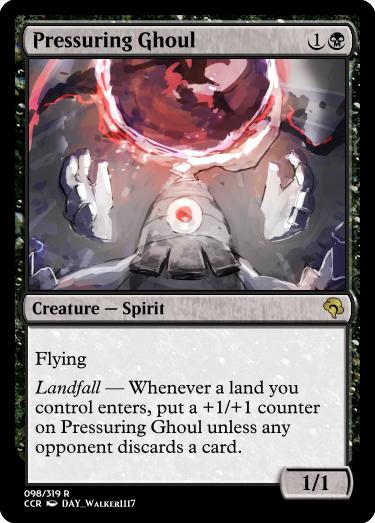 Pressuring Ghoul 1
Creature — Spirit
Flying
Landfall — Whenever a land you
control enters, put a +1/+1 counter
on Pressuring Ghoul unless any
opponent discards a card.
1/1
098/319 R
CCR DAY_Walker1117